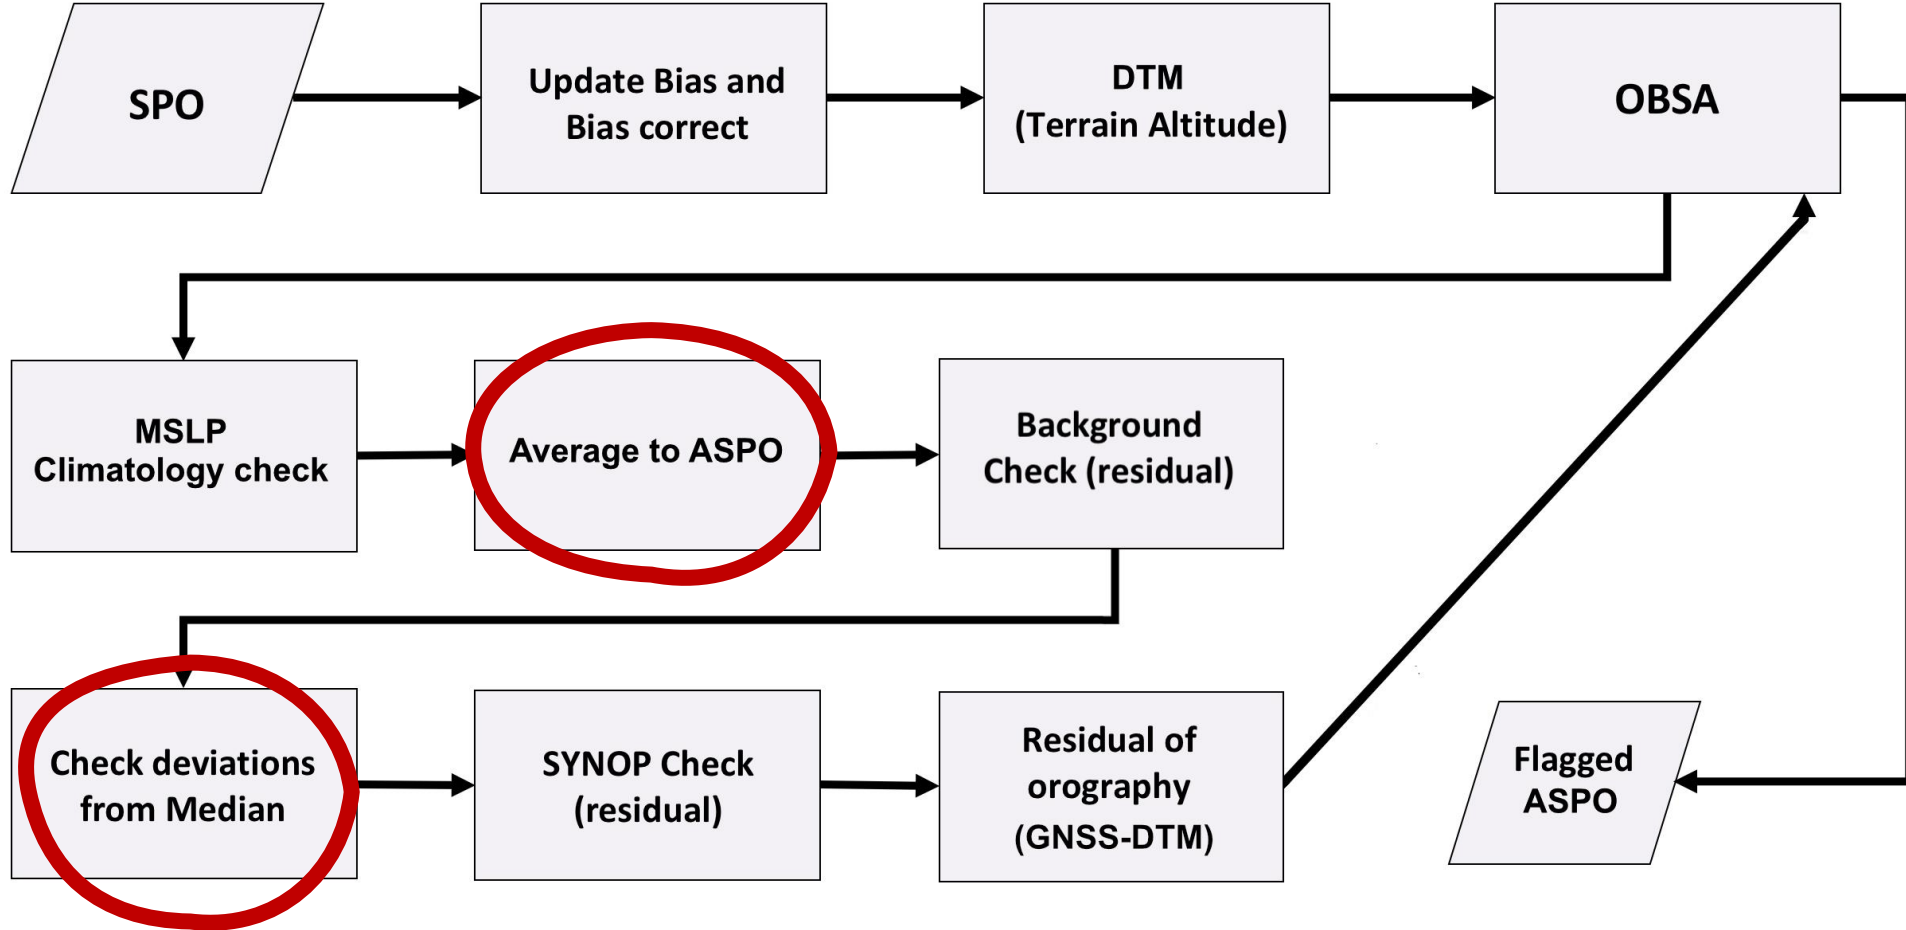 SPO
Update Bias and
Bias correct
DTM
(Terrain Altitude)
OBSA
MSLP
Climatology check
Average to ASPO
Background
Check (residual)
Check deviations
from Median
SYNOP Check
(residual)
Residual of
orography
(GNSS-DTM)
Flagged
ASPO